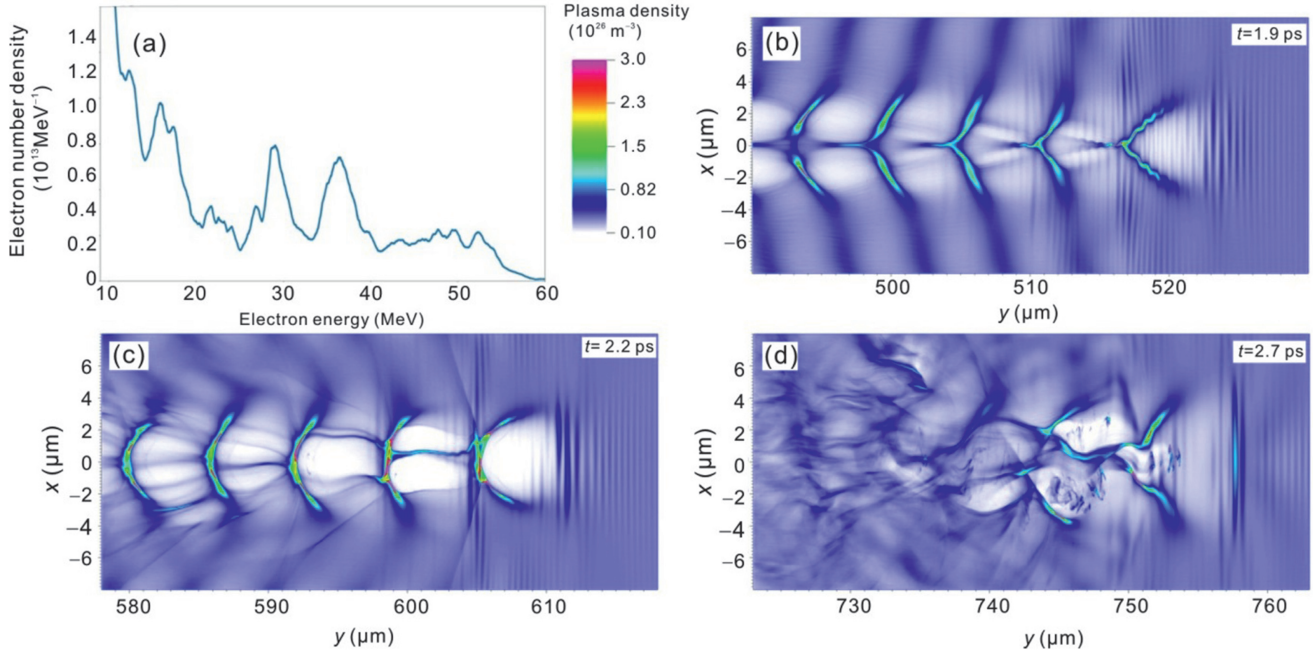 (a)
Electron number density
(10¹³MeV⁻¹)
1.4
1.2
1.0
0.8
0.6
0.4
0.2
0
10 20 30 40 50 60
Electron energy (MeV)
Plasma density
(10²⁶ m⁻³)
3.0
2.3
1.5
0.82
0.10
(b)
t=1.9 ps
x (μm)
6
4
2
0
−2
−4
−6
500 510 520
y (μm)
(c)
t= 2.2 ps
x (μm)
6
4
2
0
−2
−4
−6
580 590 600 610
y (μm)
(d)
t=2.7 ps
x (μm)
6
4
2
0
−2
−4
−6
730 740 750 760
y (μm)